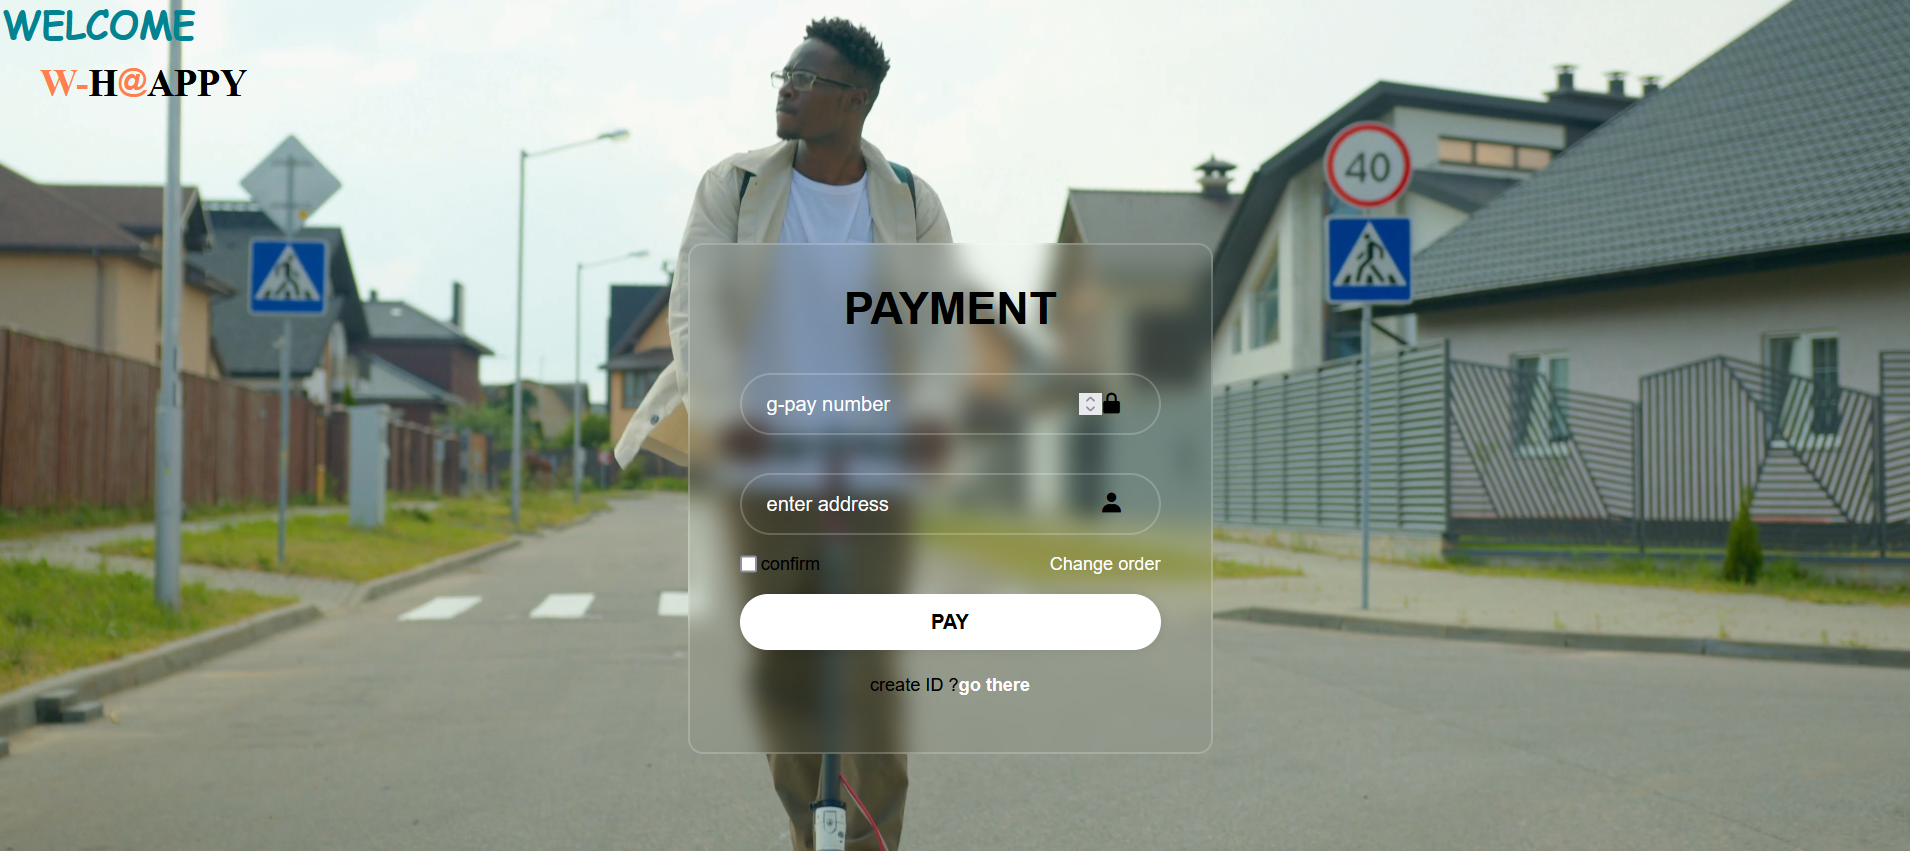 WELCOME
W-H@APPY
40
PAYMENT
g-pay number
enter address
confirm
Change order
PAY
create ID ?go there